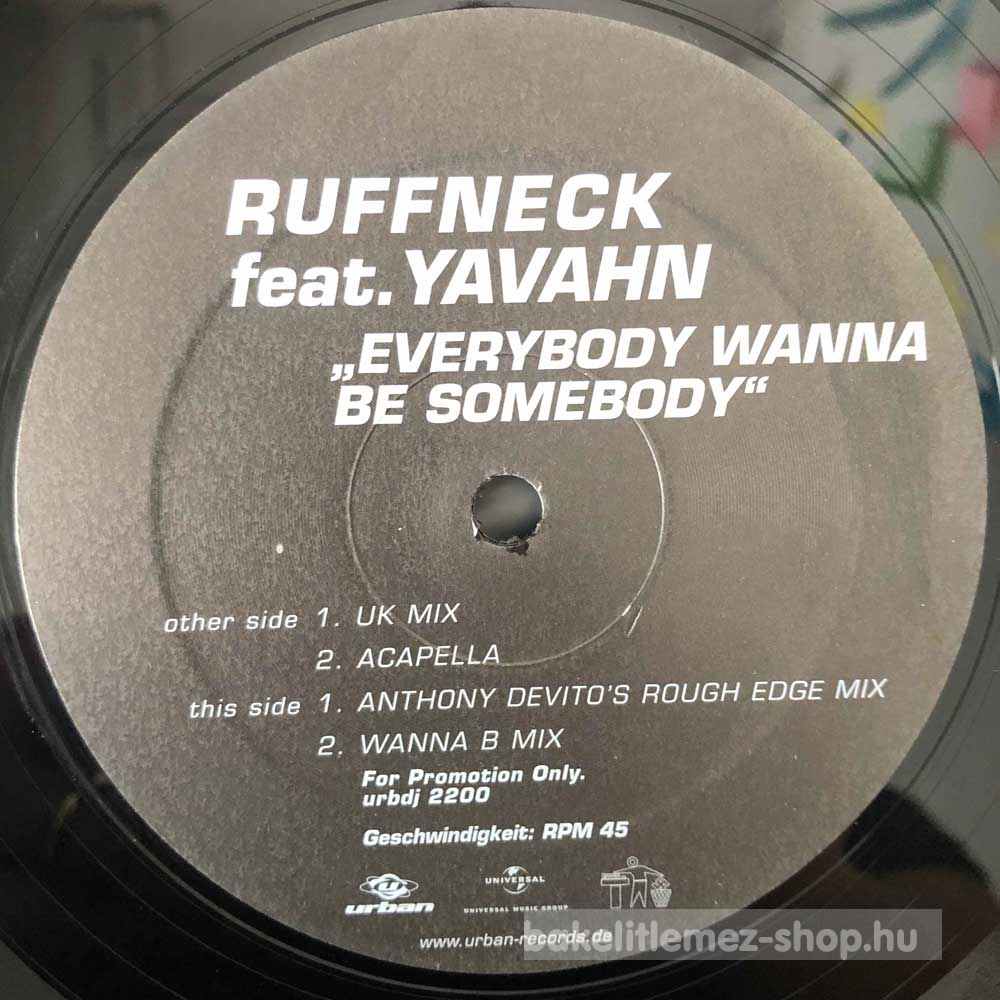 RUFFNECK
feat. YAVAHN
„EVERYBODY WANNA
BE SOMEBODY“
other side 1. UK MIX
2. ACAPELLA
this side 1. ANTHONY DEVITO'S ROUGH EDGE MIX
2. WANNA B MIX
For Promotion Only.
urbdj 2200
Geschwindigkeit: RPM 45
urban
UNIVERSAL
UNIVERSAL MUSIC GROUP
www.urban-records.de
bakelitlemez-shop.hu